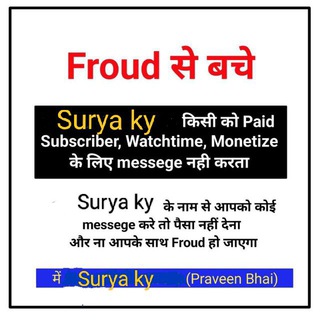 Froud से बचे
Surya ky किसी को Paid
Subscriber, Watchtime, Monetize
के लिए messege नही करता
Surya ky के नाम से आपको कोई
messege करे तो पैसा नहीं देना
और ना आपके साथ Froud हो जाएगा
में Surya ky (Praveen Bhai)